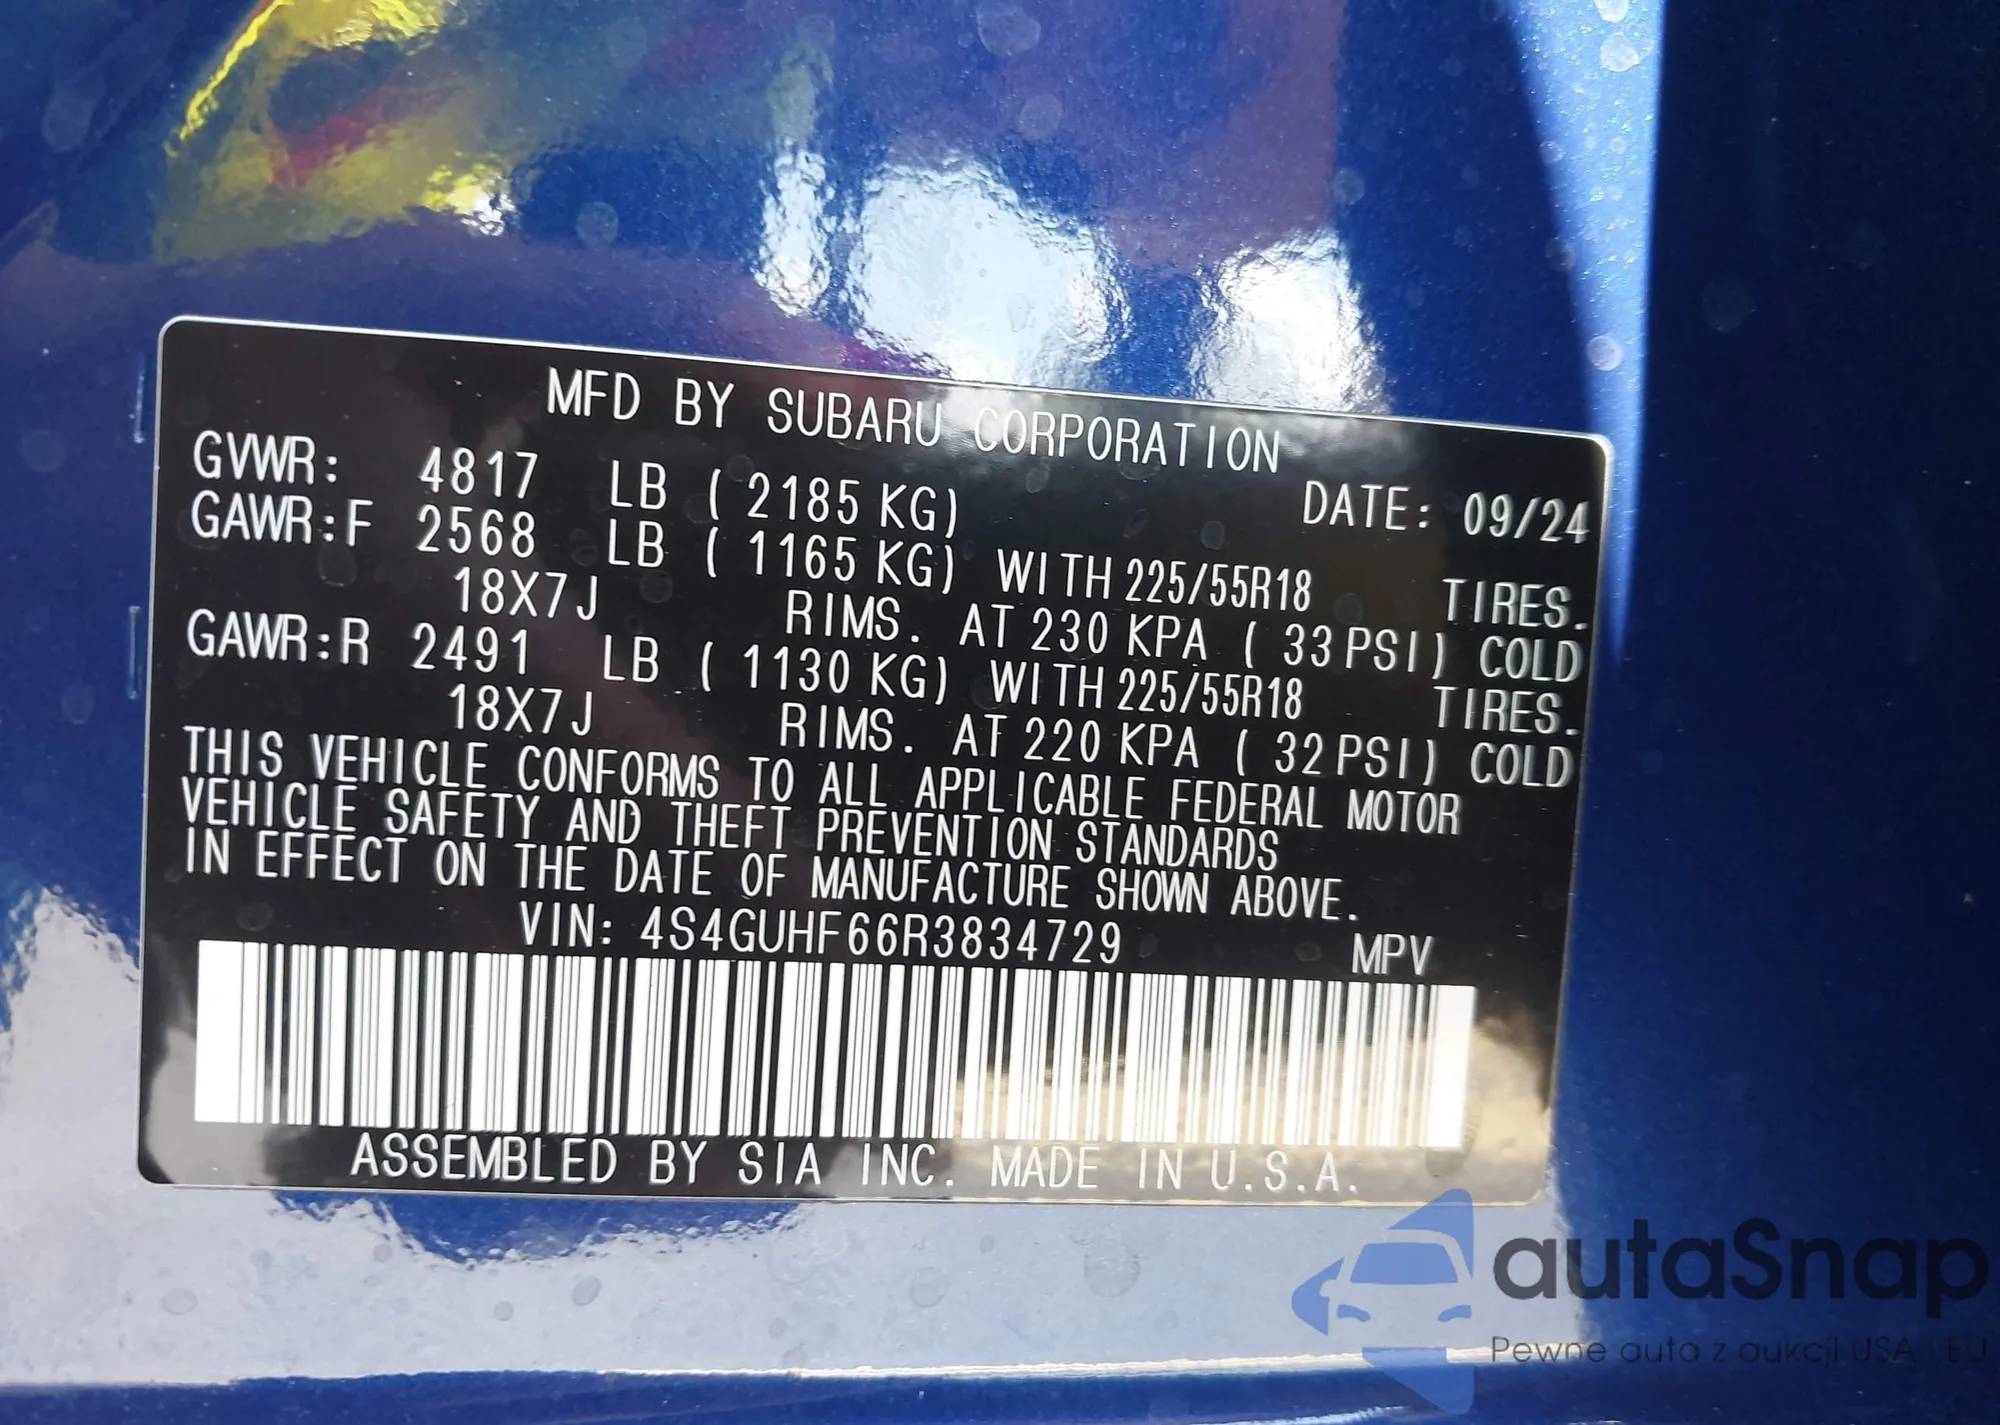 MFD BY SUBARU CORPORATION
GVWR: 4817 LB ( 2185 KG) DATE: 09/24
GAWR:F 2568 LB ( 1165 KG) WITH 225/55R18 TIRES.
18X7J RIMS. AT 230 KPA ( 33 PSI) COLD
GAWR:R 2491 LB ( 1130 KG) WITH 225/55R18 TIRES.
18X7J RIMS. AT 220 KPA ( 32 PSI) COLD
THIS VEHICLE CONFORMS TO ALL APPLICABLE FEDERAL MOTOR
VEHICLE SAFETY AND THEFT PREVENTION STANDARDS
IN EFFECT ON THE DATE OF MANUFACTURE SHOWN ABOVE.
VIN: 4S4GUHF66R3834729 MPV
ASSEMBLED BY SIA INC. MADE IN U.S.A.
autaSnap
Pewne auta z aukcji USA i EU